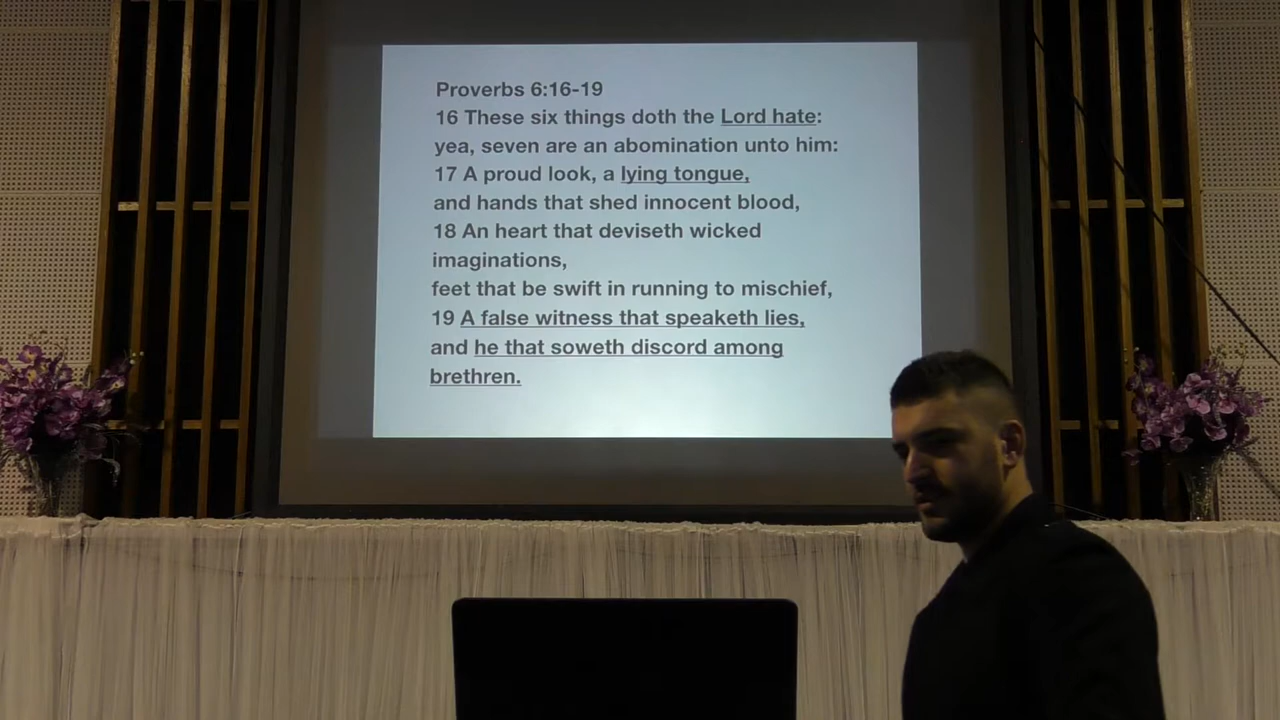 Proverbs 6:16-19
16 These six things doth the Lord hate:
yea, seven are an abomination unto him:
17 A proud look, a lying tongue,
and hands that shed innocent blood,
18 An heart that deviseth wicked
imaginations,
feet that be swift in running to mischief,
19 A false witness that speaketh lies,
and he that soweth discord among
brethren.